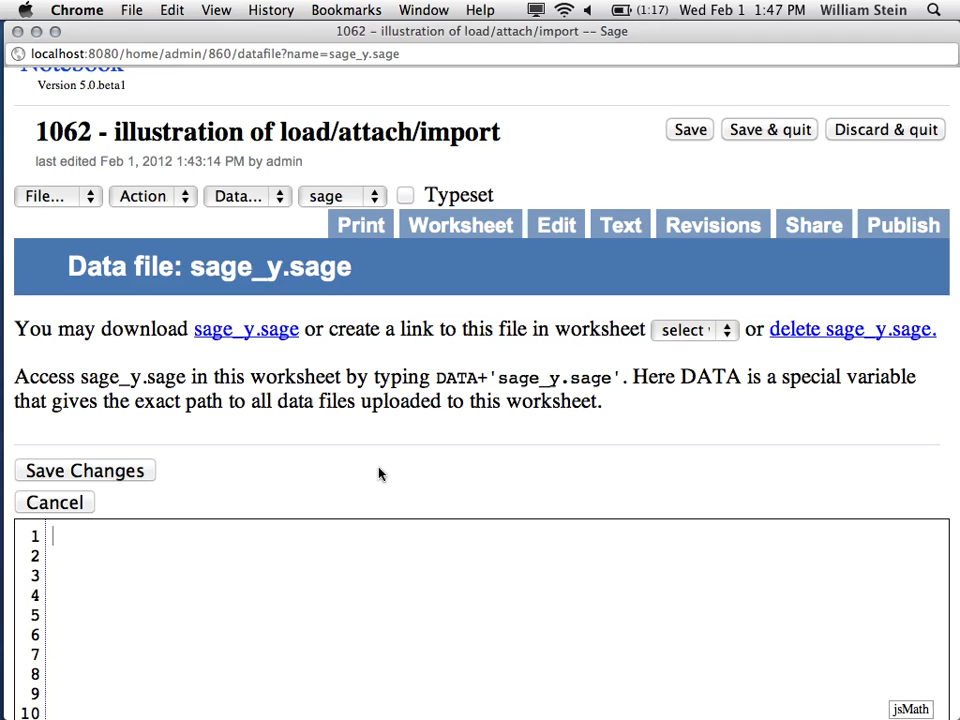 Chrome File Edit View History Bookmarks Window Help (1:17) Wed Feb 1 1:47 PM William Stein
1062 - illustration of load/attach/import -- Sage
localhost:8080/home/admin/860/datafile?name=sage_y.sage
Notebook
Version 5.0.beta1
1062 - illustration of load/attach/import Save Save & quit Discard & quit
last edited Feb 1, 2012 1:43:14 PM by admin
File... Action Data... sage Typeset
Print Worksheet Edit Text Revisions Share Publish
Data file: sage_y.sage
You may download sage_y.sage or create a link to this file in worksheet select or delete sage_y.sage.
Access sage_y.sage in this worksheet by typing DATA+'sage_y.sage'. Here DATA is a special variable
that gives the exact path to all data files uploaded to this worksheet.
Save Changes
Cancel
1
2
3
4
5
6
7
8
9
10
jsMath